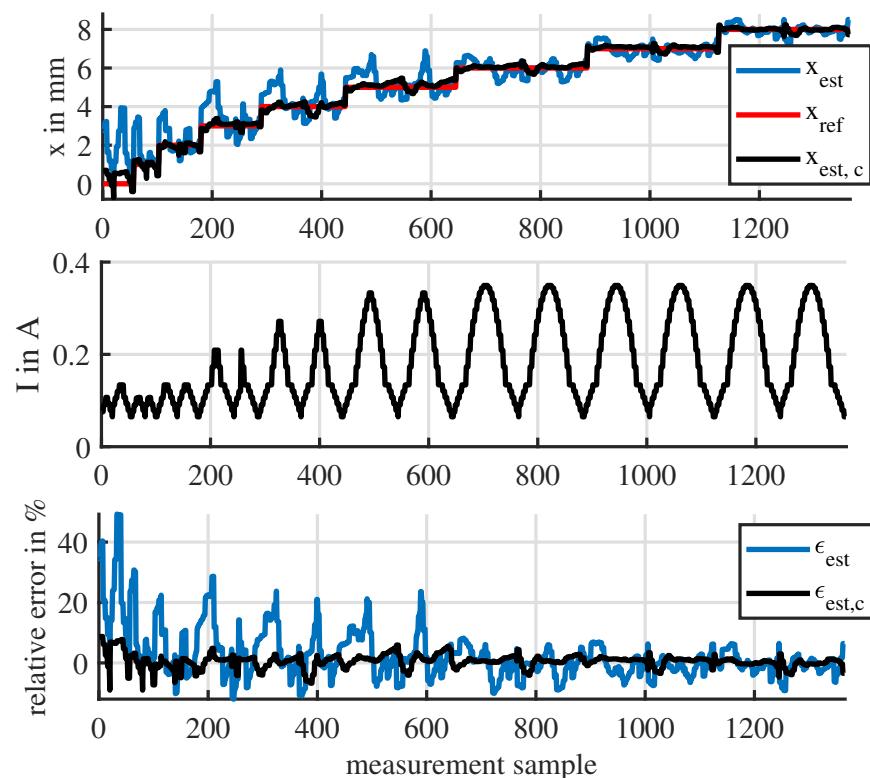 x in mm
8
6
4
2
0
x_est
x_ref
x_est, c
0 200 400 600 800 1000 1200
I in A
0.4
0.2
0
0 200 400 600 800 1000 1200
relative error in %
40
20
0
ϵ_est
ϵ_est,c
0 200 400 600 800 1000 1200
measurement sample